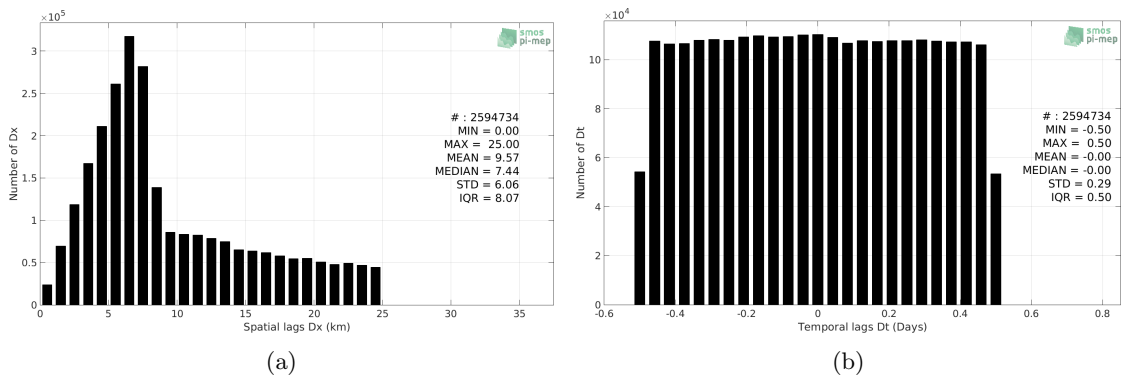 ×10⁵
3
2.5
2
1.5
1
0.5
0
Number of Dx
0 5 10 15 20 25 30 35
Spatial lags Dx (km)
smos
pi-mep
# : 2594734
MIN = 0.00
MAX = 25.00
MEAN = 9.57
MEDIAN = 7.44
STD = 6.06
IQR = 8.07
(a)
×10⁴
10
8
6
4
2
0
Number of Dt
-0.6 -0.4 -0.2 0 0.2 0.4 0.6 0.8
Temporal lags Dt (Days)
smos
pi-mep
# : 2594734
MIN = -0.50
MAX = 0.50
MEAN = -0.00
MEDIAN = -0.00
STD = 0.29
IQR = 0.50
(b)